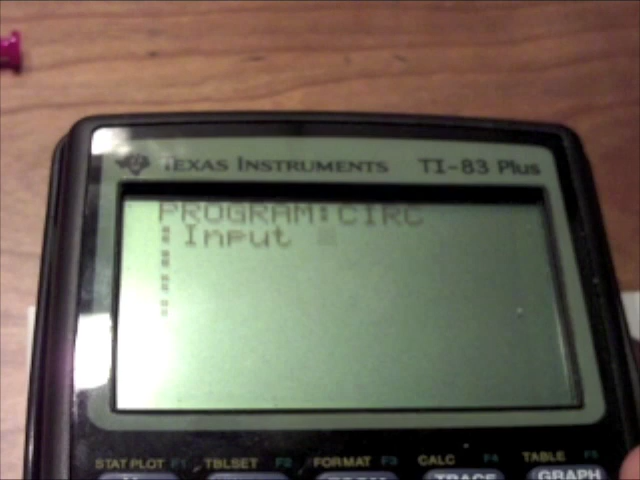 TEXAS INSTRUMENTS TI-83 Plus
PROGRAM:CIRC
:Input
:
:
:
STAT PLOT F1 TBLSET F2 FORMAT F3 CALC F4 TABLE F5
TRACE GRAPH